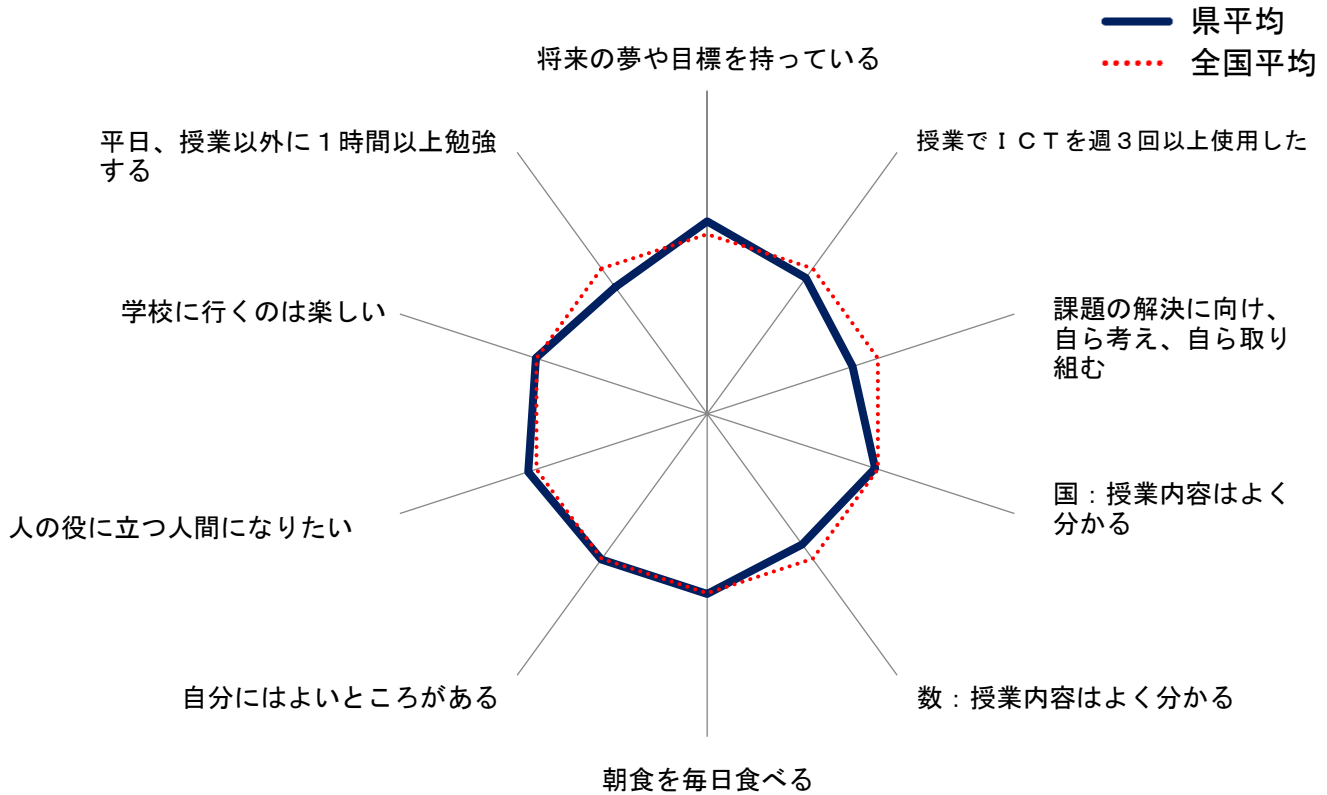 県平均
全国平均
将来の夢や目標を持っている
授業でＩＣＴを週３回以上使用した
課題の解決に向け、
自ら考え、自ら取り
組む
国：授業内容はよく
分かる
数：授業内容はよく分かる
朝食を毎日食べる
自分にはよいところがある
人の役に立つ人間になりたい
学校に行くのは楽しい
平日、授業以外に１時間以上勉強
する